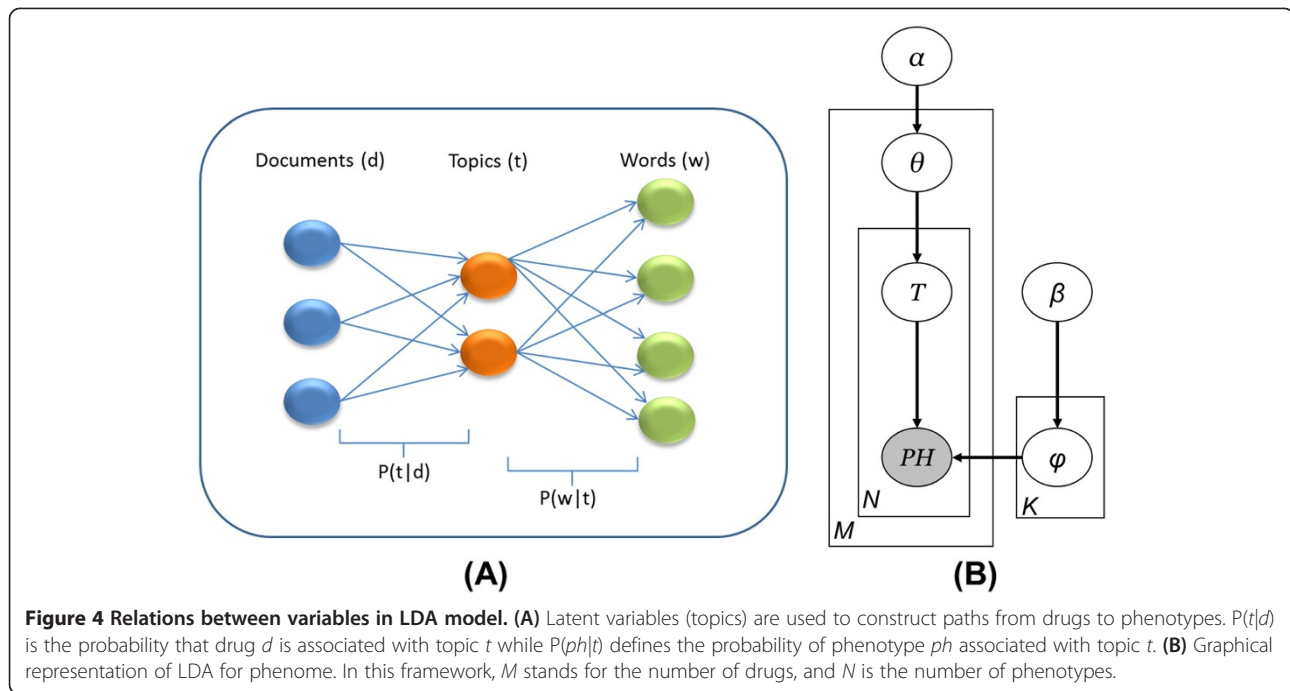 Documents (d) Topics (t) Words (w)
P(t|d)
P(w|t)
(A)
α
θ
T
β
PH
φ
N
K
M
(B)
Figure 4 Relations between variables in LDA model. (A) Latent variables (topics) are used to construct paths from drugs to phenotypes. P(t|d)
is the probability that drug d is associated with topic t while P(ph|t) defines the probability of phenotype ph associated with topic t. (B) Graphical
representation of LDA for phenome. In this framework, M stands for the number of drugs, and N is the number of phenotypes.